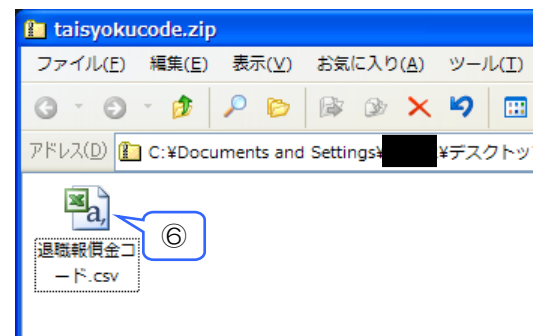 taisyokucode.zip
ファイル(F) 編集(E) 表示(V) お気に入り(A) ツール(T)
アドレス(D) C:¥Documents and Settings¥ ¥デスクトッ
⑥
退職報償金コ
ード.csv